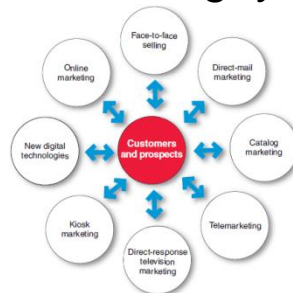 Face-to-face
selling
Online
marketing
Direct-mail
marketing
New digital
technologies
Customers
and prospects
Catalog
marketing
Kiosk
marketing
Telemarketing
Direct-response
television
marketing